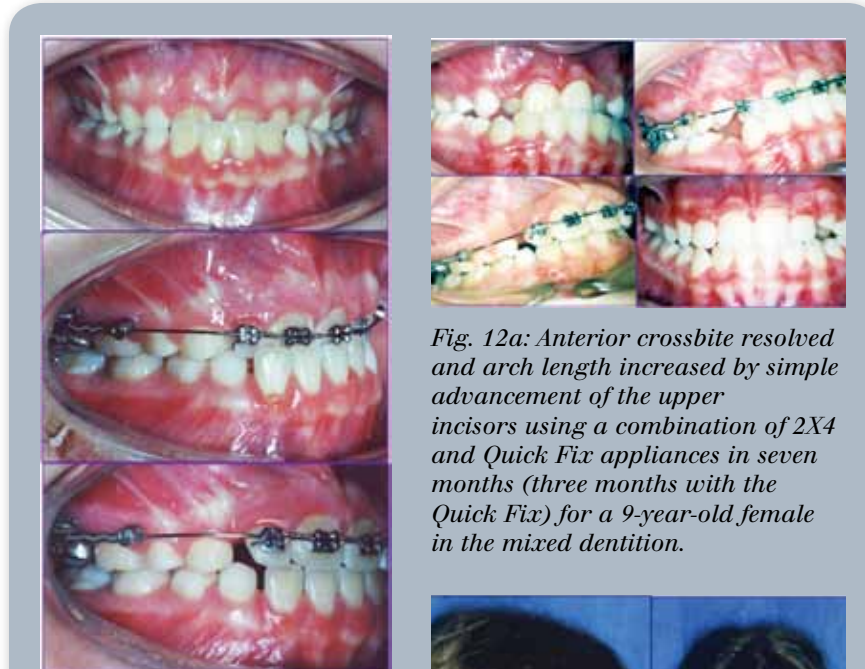 Fig. 12a: Anterior crossbite resolved
and arch length increased by simple
advancement of the upper
incisors using a combination of 2X4
and Quick Fix appliances in seven
months (three months with the
Quick Fix) for a 9-year-old female
in the mixed dentition.